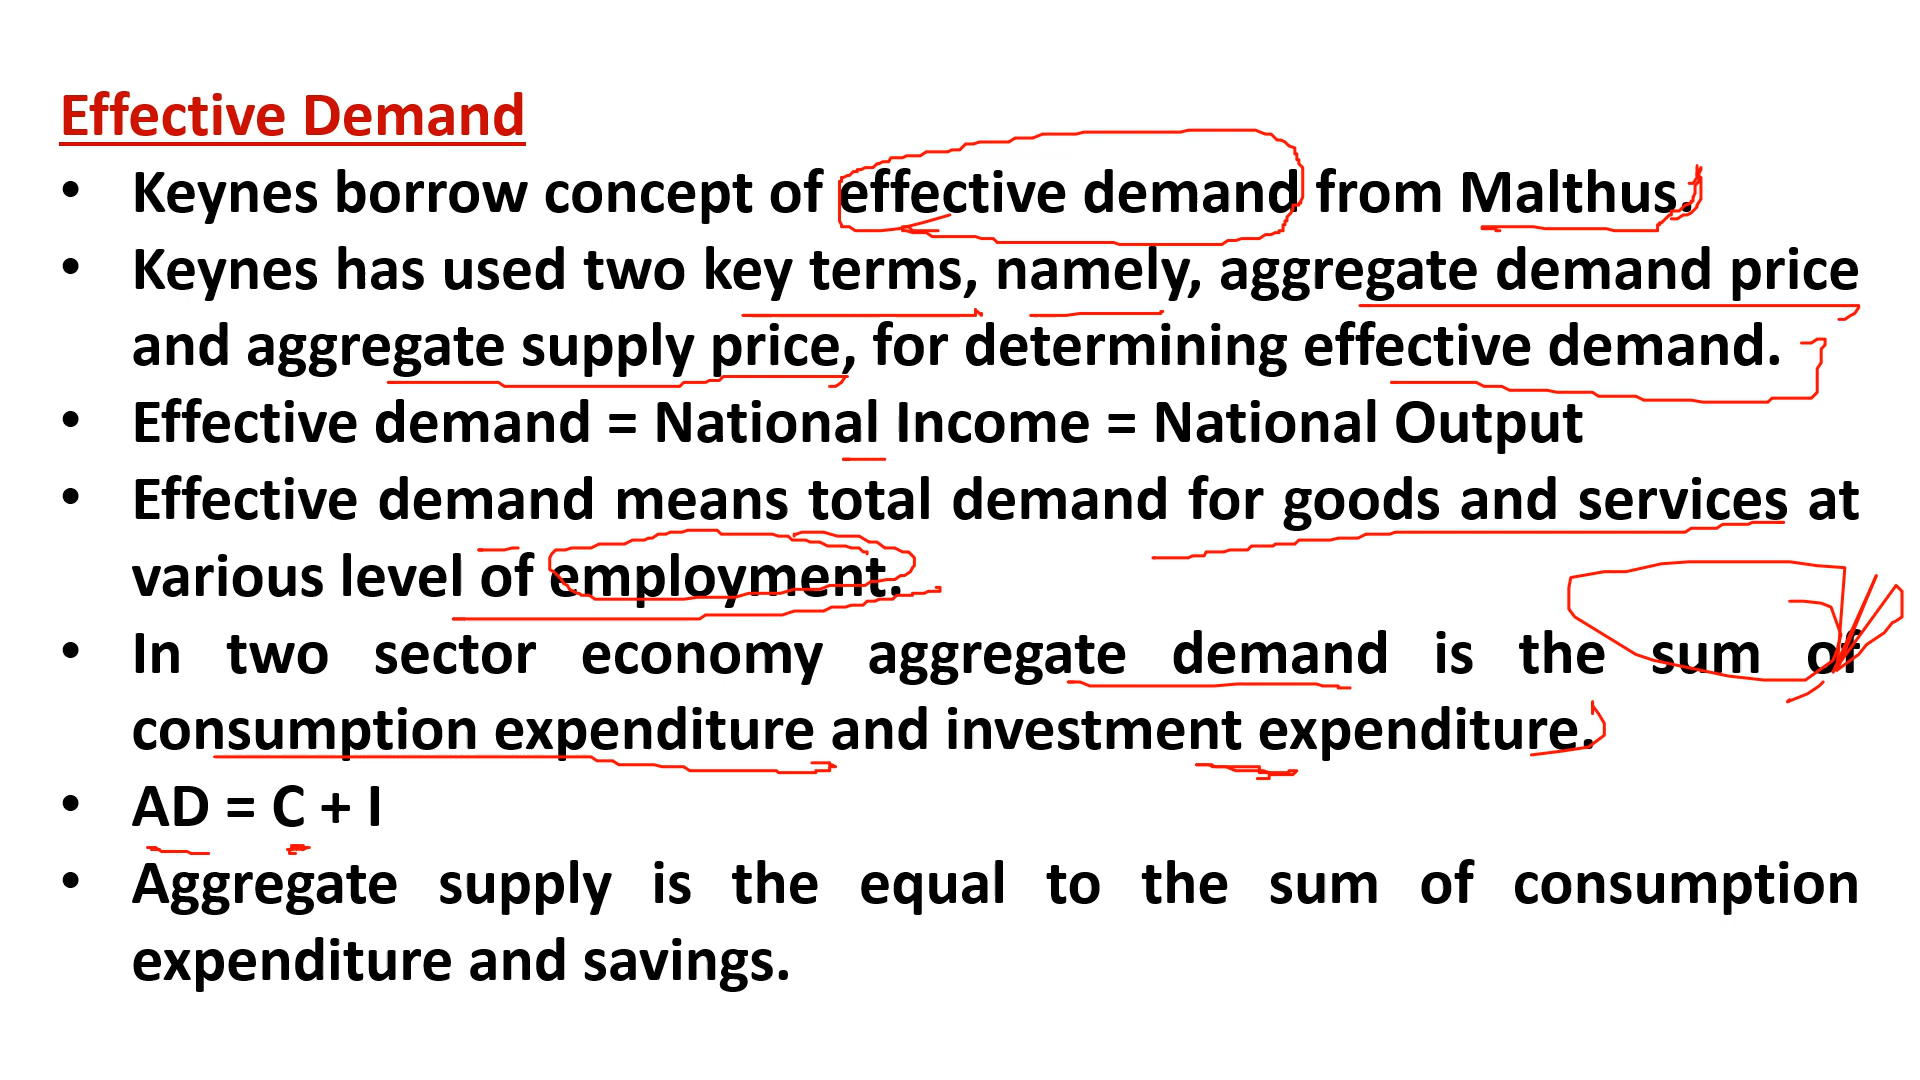 Effective Demand
• Keynes borrow concept of effective demand from Malthus.
• Keynes has used two key terms, namely, aggregate demand price
and aggregate supply price, for determining effective demand.
• Effective demand = National Income = National Output
• Effective demand means total demand for goods and services at
various level of employment.
• In two sector economy aggregate demand is the sum of
consumption expenditure and investment expenditure.
• AD = C + I
• Aggregate supply is the equal to the sum of consumption
expenditure and savings.